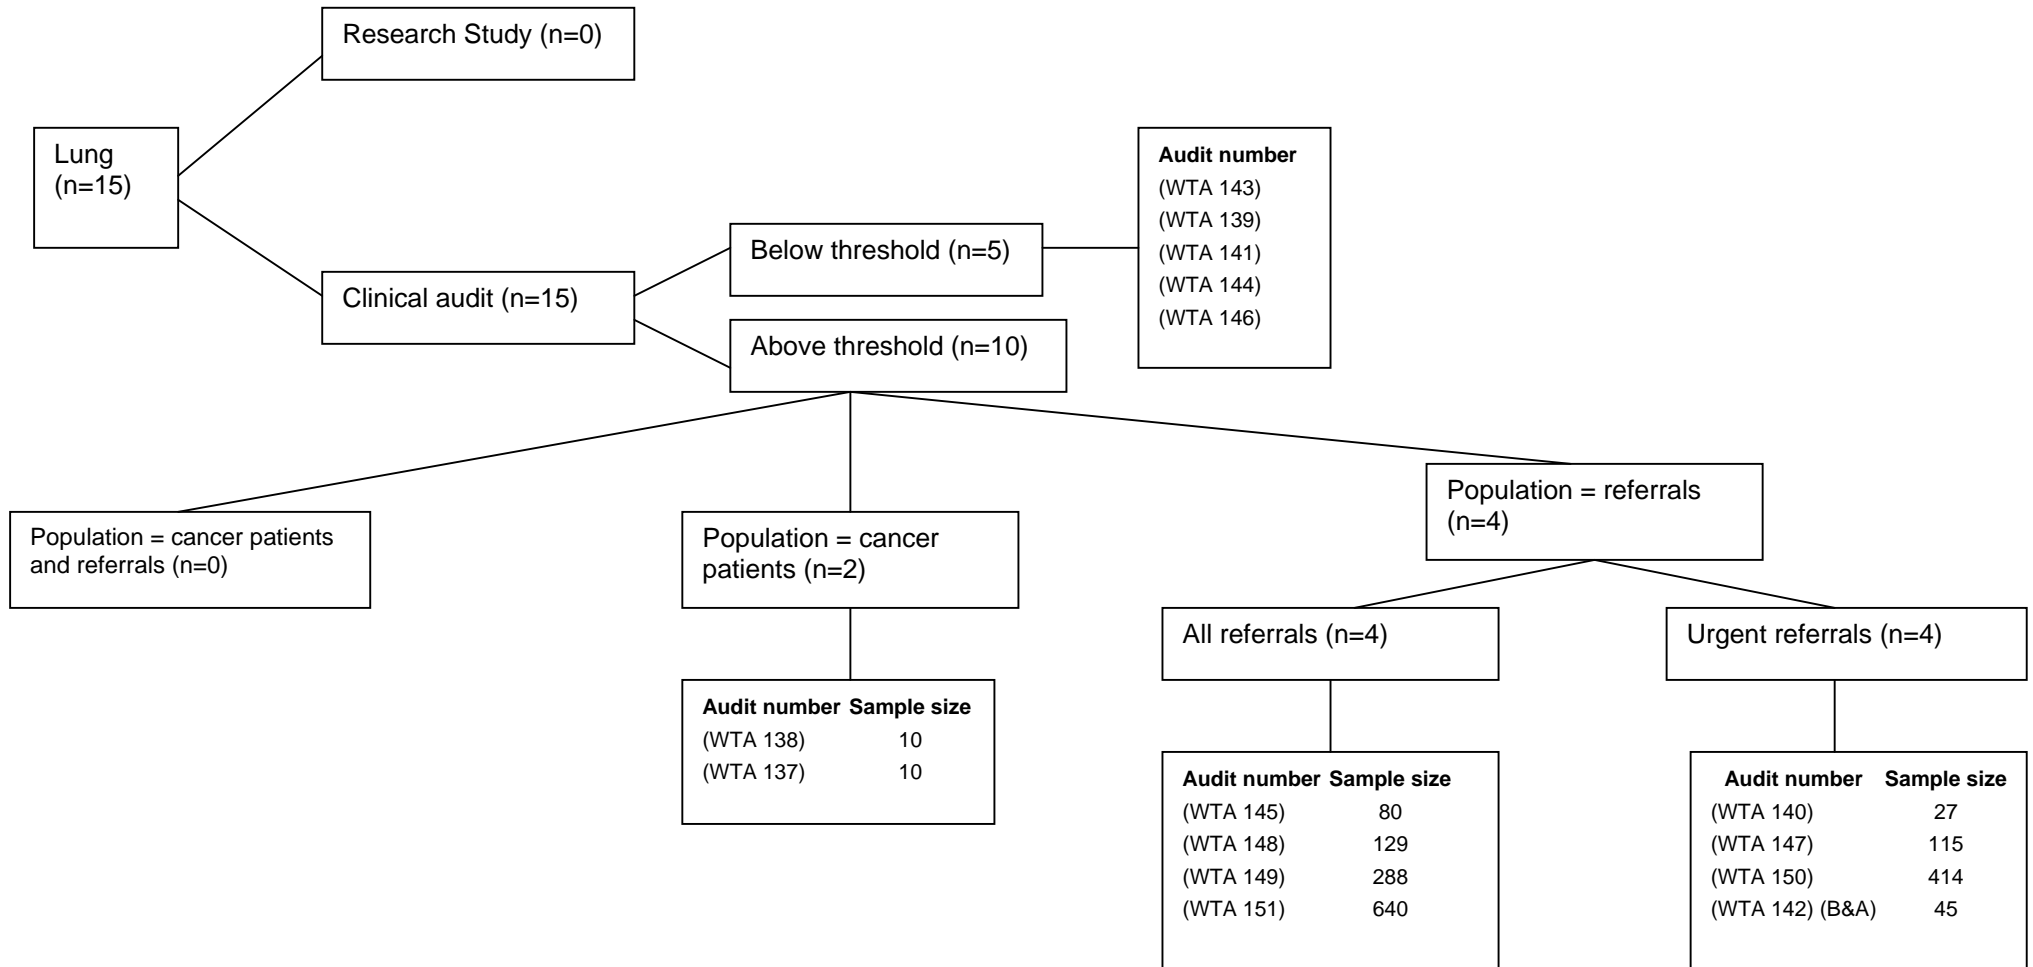 Research Study (n=0)
Lung
(n=15)
Clinical audit (n=15)
Below threshold (n=5)
Above threshold (n=10)
Audit number
(WTA 143)
(WTA 139)
(WTA 141)
(WTA 144)
(WTA 146)
Population = cancer patients
and referrals (n=0)
Population = cancer
patients (n=2)
Audit number Sample size
(WTA 138) 10
(WTA 137) 10
Population = referrals
(n=4)
All referrals (n=4)
Audit number Sample size
(WTA 145) 80
(WTA 148) 129
(WTA 149) 288
(WTA 151) 640
Urgent referrals (n=4)
Audit number Sample size
(WTA 140) 27
(WTA 147) 115
(WTA 150) 414
(WTA 142) (B&A) 45